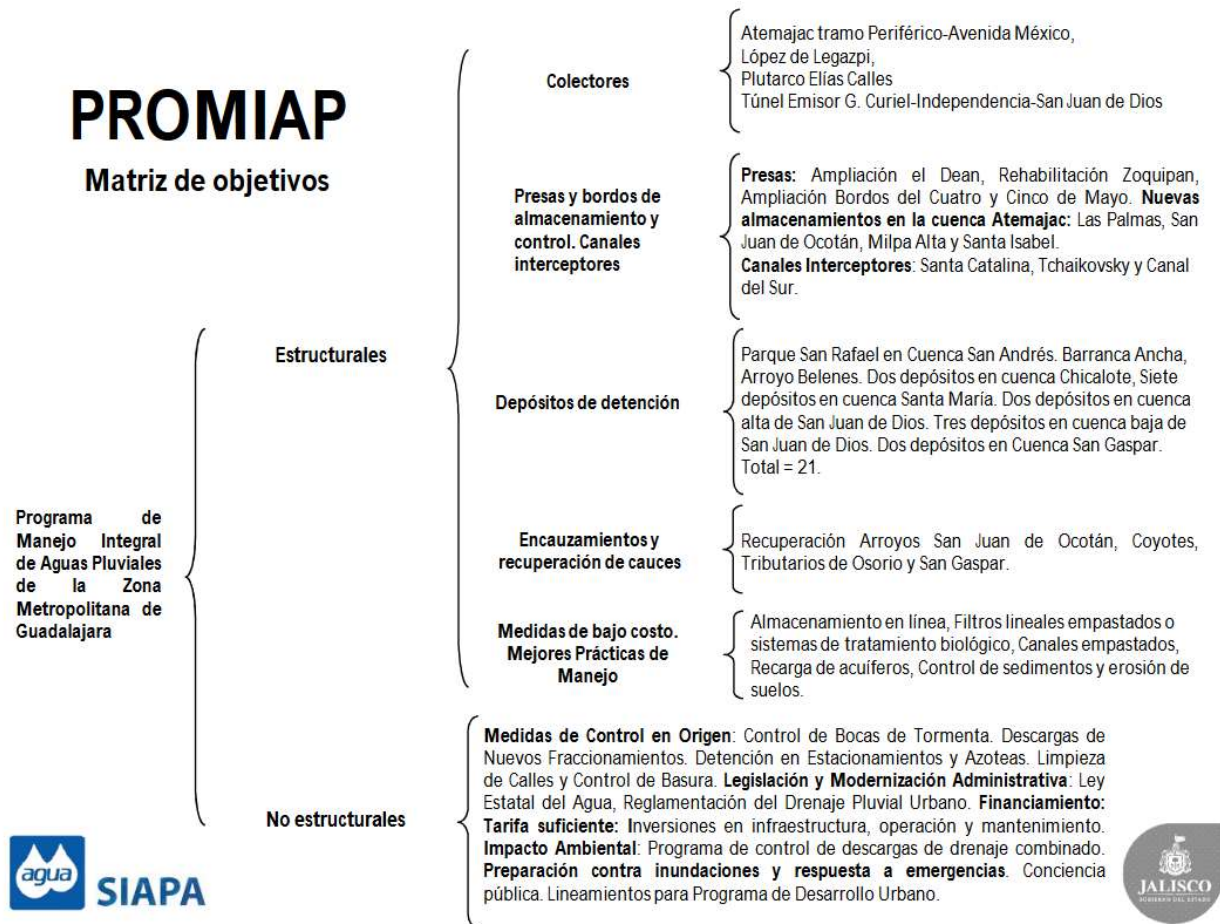 PROMIAP
Matriz de objetivos
Programa de
Manejo Integral
de Aguas Pluviales
de la Zona
Metropolitana de
Guadalajara
Estructurales
Colectores
Atemajac tramo Periférico-Avenida México,
López de Legazpi,
Plutarco Elías Calles
Túnel Emisor G. Curiel-Independencia-San Juan de Dios
Presas y bordos de
almacenamiento y
control. Canales
interceptores
Presas: Ampliación el Dean, Rehabilitación Zoquipan,
Ampliación Bordos del Cuatro y Cinco de Mayo. Nuevas
almacenamientos en la cuenca Atemajac: Las Palmas, San
Juan de Ocotán, Milpa Alta y Santa Isabel.
Canales Interceptores: Santa Catalina, Tchaikovsky y Canal
del Sur.
Depósitos de detención
Parque San Rafael en Cuenca San Andrés. Barranca Ancha,
Arroyo Belenes. Dos depósitos en cuenca Chicalote, Siete
depósitos en cuenca Santa María. Dos depósitos en cuenca
alta de San Juan de Dios. Tres depósitos en cuenca baja de
San Juan de Dios. Dos depósitos en Cuenca San Gaspar.
Total = 21.
Encauzamientos y
recuperación de cauces
Recuperación Arroyos San Juan de Ocotán, Coyotes,
Tributarios de Osorio y San Gaspar.
Medidas de bajo costo.
Mejores Prácticas de
Manejo
Almacenamiento en línea, Filtros lineales empastados o
sistemas de tratamiento biológico, Canales empastados,
Recarga de acuíferos, Control de sedimentos y erosión de
suelos.
No estructurales
Medidas de Control en Origen: Control de Bocas de Tormenta. Descargas de
Nuevos Fraccionamientos. Detención en Estacionamientos y Azoteas. Limpieza
de Calles y Control de Basura. Legislación y Modernización Administrativa: Ley
Estatal del Agua, Reglamentación del Drenaje Pluvial Urbano. Financiamiento:
Tarifa suficiente: Inversiones en infraestructura, operación y mantenimiento.
Impacto Ambiental: Programa de control de descargas de drenaje combinado.
Preparación contra inundaciones y respuesta a emergencias. Conciencia
pública. Lineamientos para Programa de Desarrollo Urbano.
agua
SIAPA
JALISCO
GOBIERNO DEL ESTADO